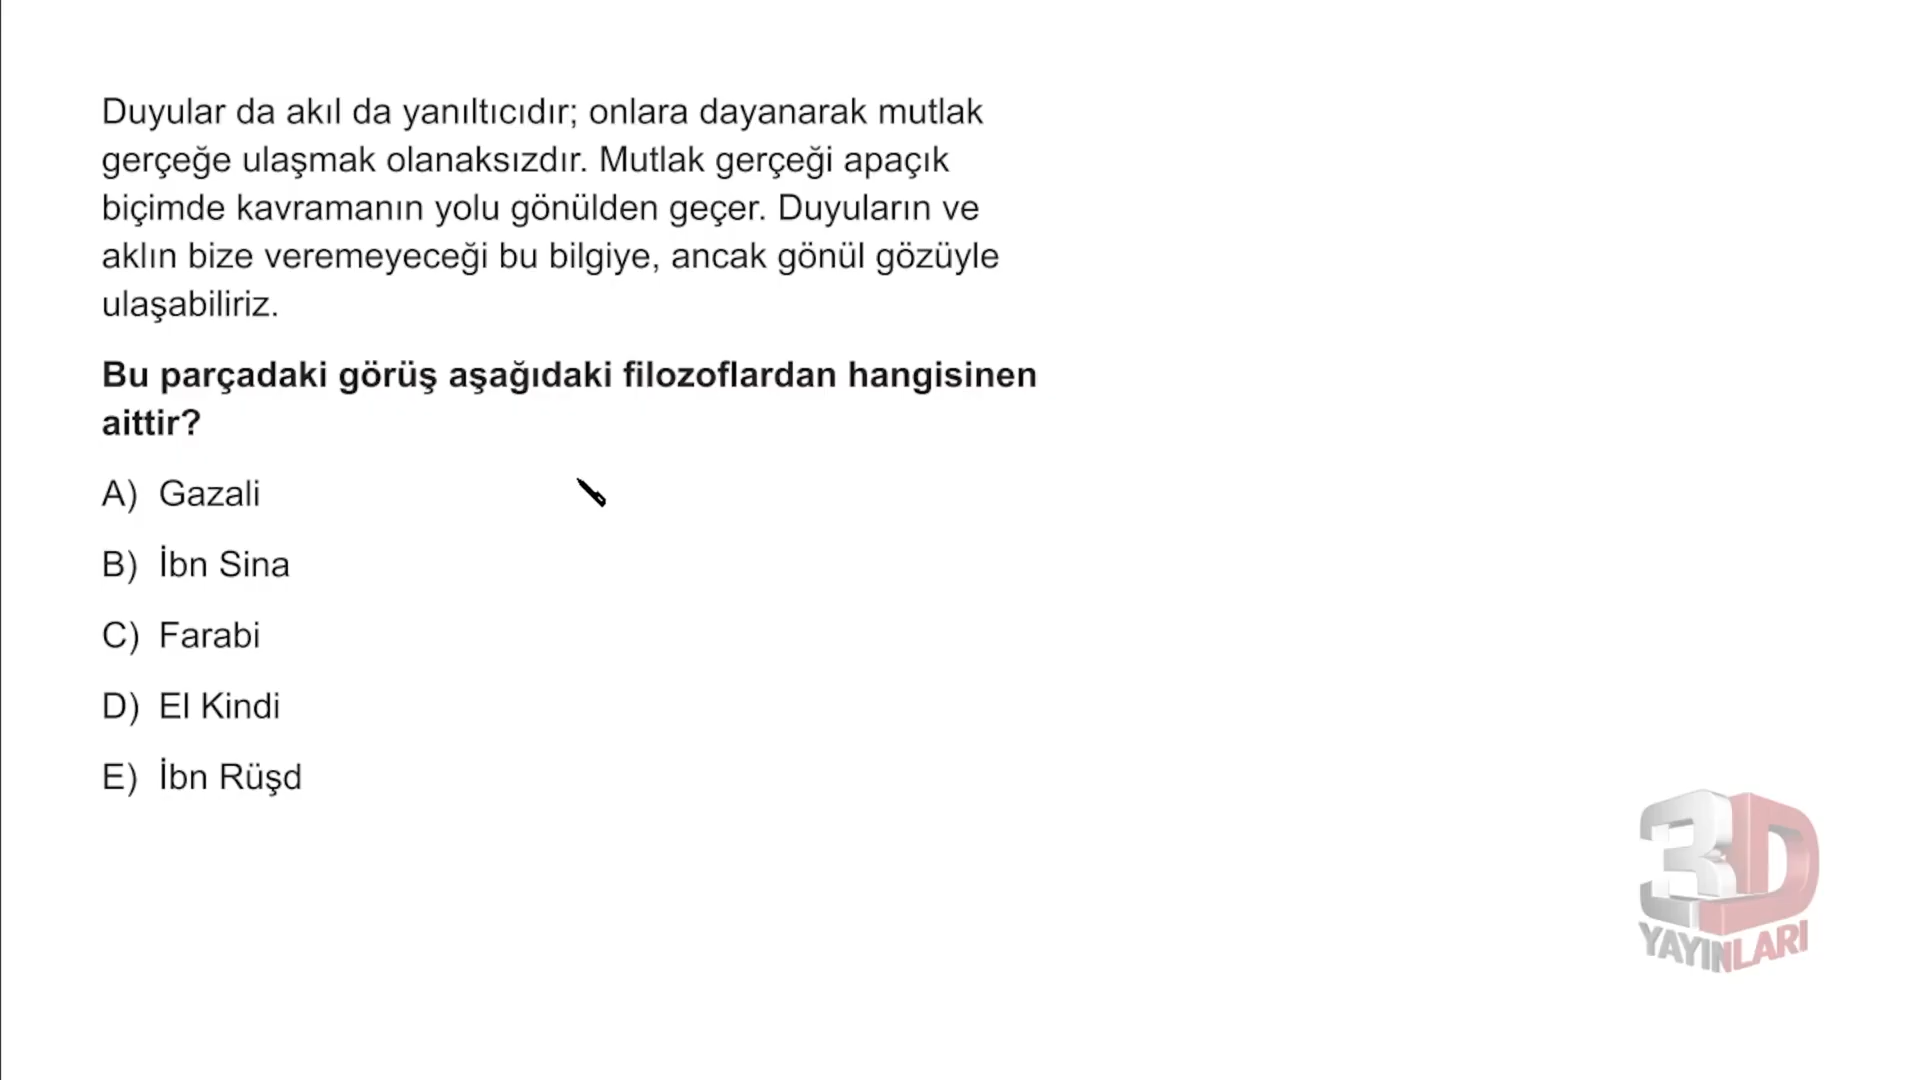 Duyular da akıl da yanıltıcıdır; onlara dayanarak mutlak
gerçeğe ulaşmak olanaksızdır. Mutlak gerçeği apaçık
biçimde kavramanın yolu gönülden geçer. Duyuların ve
aklın bize veremeyeceği bu bilgiye, ancak gönül gözüyle
ulaşabiliriz.
Bu parçadaki görüş aşağıdaki filozoflardan hangisinen
aittir?
A) Gazali
B) İbn Sina
C) Farabi
D) El Kindi
E) İbn Rüşd
3D
YAYINLARI